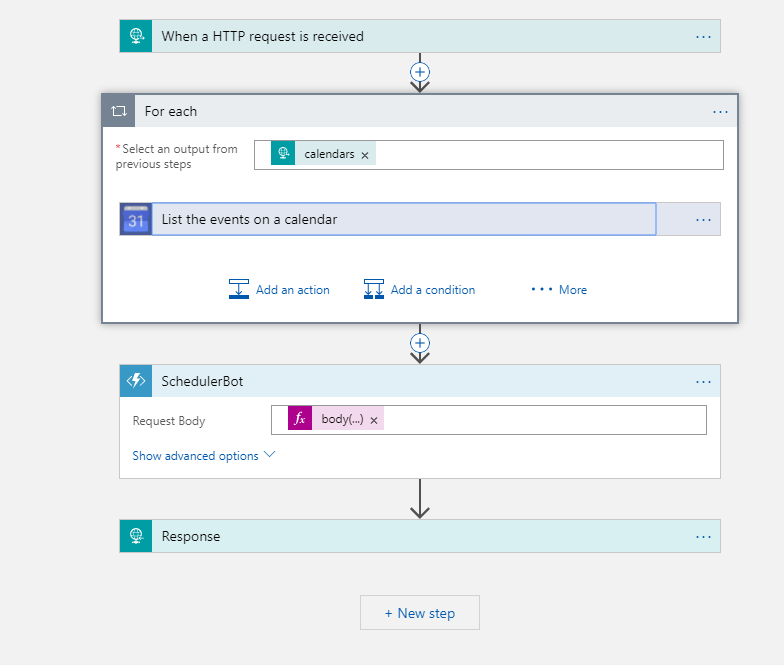 When a HTTP request is received
...
For each
...
*Select an output from
previous steps
calendars x
31 List the events on a calendar
...
Add an action
Add a condition
... More
SchedulerBot
...
Request Body
fx body(...) x
Show advanced options
Response
...
+ New step